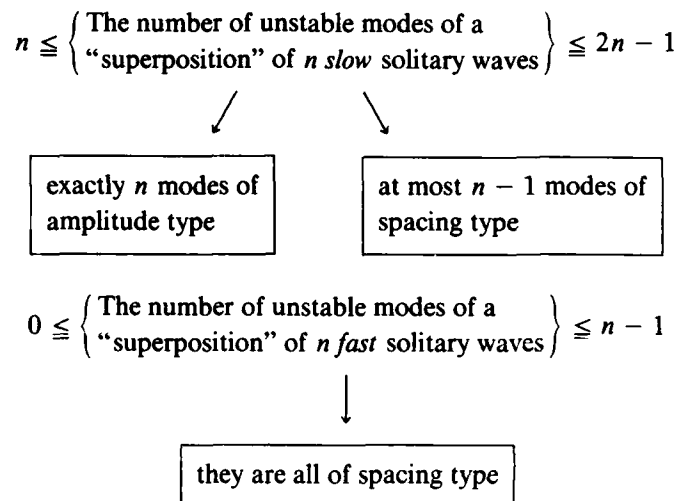 n ≦ { The number of unstable modes of a
"superposition" of n slow solitary waves } ≦ 2n − 1
exactly n modes of
amplitude type
at most n − 1 modes of
spacing type
0 ≦ { The number of unstable modes of a
"superposition" of n fast solitary waves } ≦ n − 1
they are all of spacing type